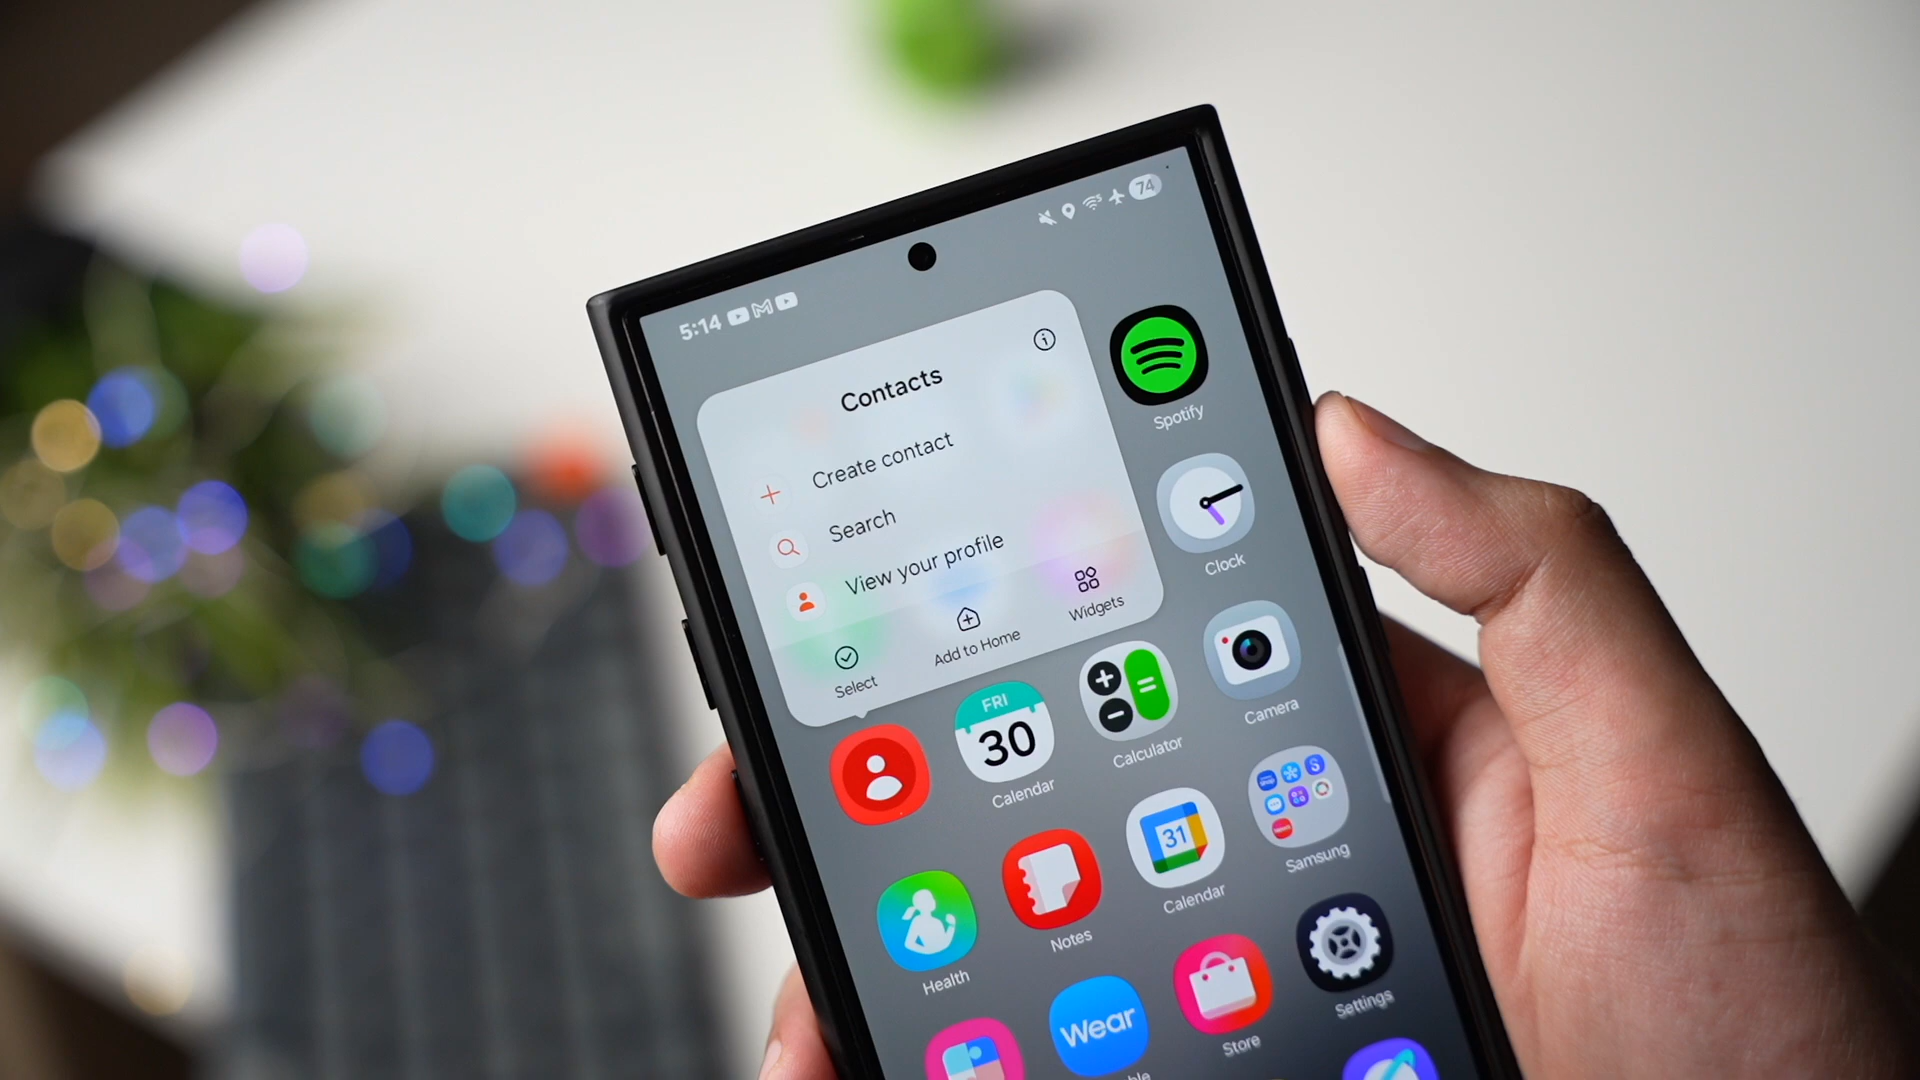 5:14
74
Contacts
Create contact
Search
View your profile
Select
Add to Home
Widgets
Spotify
Clock
FRI
30
Calendar
Calculator
Camera
Health
Notes
31
Calendar
Samsung
Wear
Store
Settings